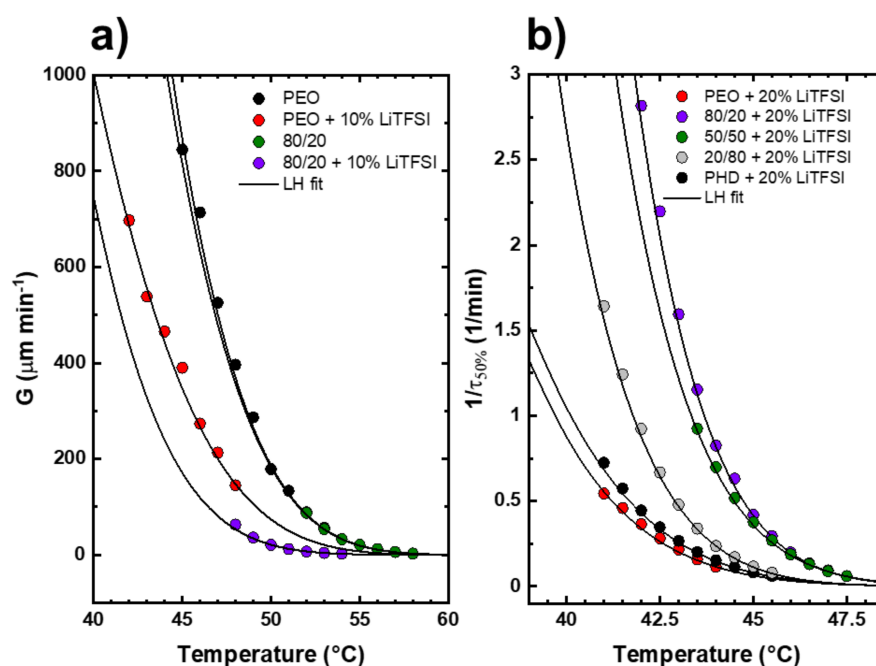 a)
G (μm min⁻¹)
1000
800
600
400
200
0
40
45
50
55
60
Temperature (°C)
PEO
PEO + 10% LiTFSI
80/20
80/20 + 10% LiTFSI
LH fit
b)
1/τ50% (1/min)
3
2.5
2
1.5
1
0.5
0
40
42.5
45
47.5
Temperature (°C)
PEO + 20% LiTFSI
80/20 + 20% LiTFSI
50/50 + 20% LiTFSI
20/80 + 20% LiTFSI
PHD + 20% LiTFSI
LH fit